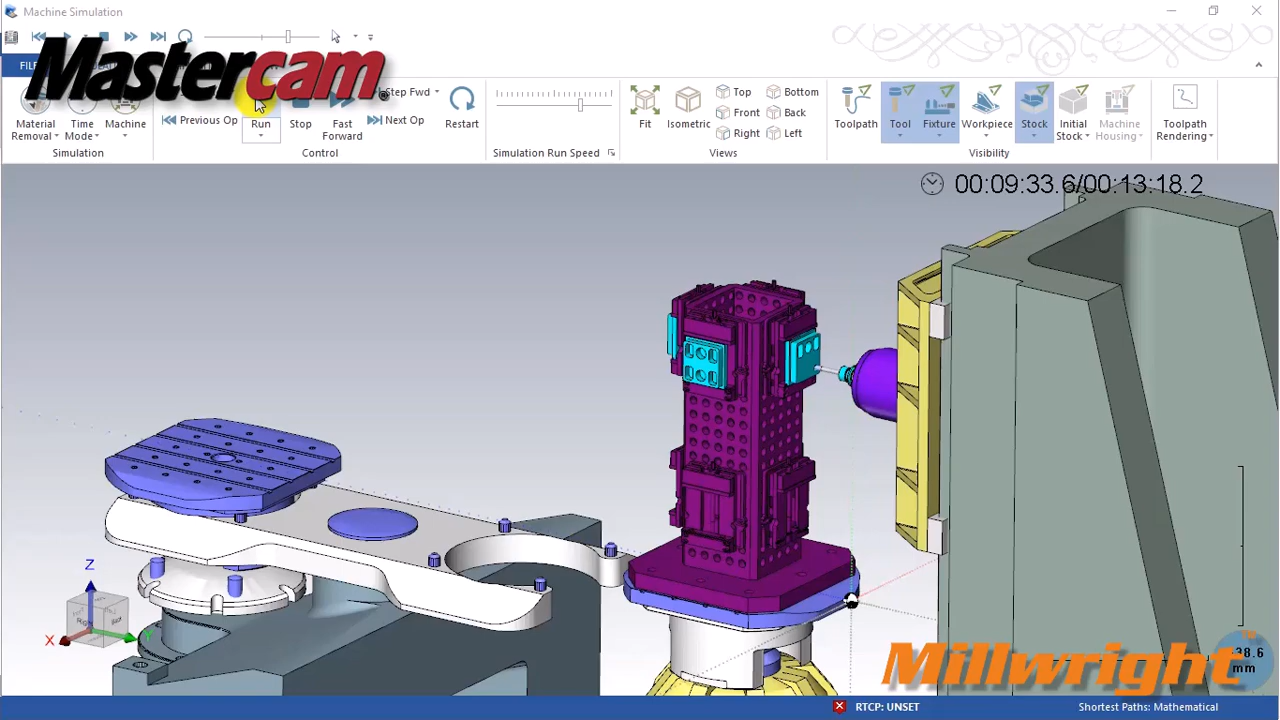 Machine Simulation
FILE
Mastercam
Material Removal
Time Mode
Machine
Simulation
Previous Op
Run
Stop
Fast Forward
Step Fwd
Next Op
Restart
Control
Simulation Run Speed
Fit
Isometric
Top
Front
Right
Bottom
Back
Left
Views
Toolpath
Tool
Fixture
Workpiece
Stock
Initial Stock
Machine Housing
Visibility
Toolpath Rendering
00:09:33.6/00:13:18.2
Z
X
Y
Millwright
38.6
mm
RTCP: UNSET
Shortest Paths: Mathematical